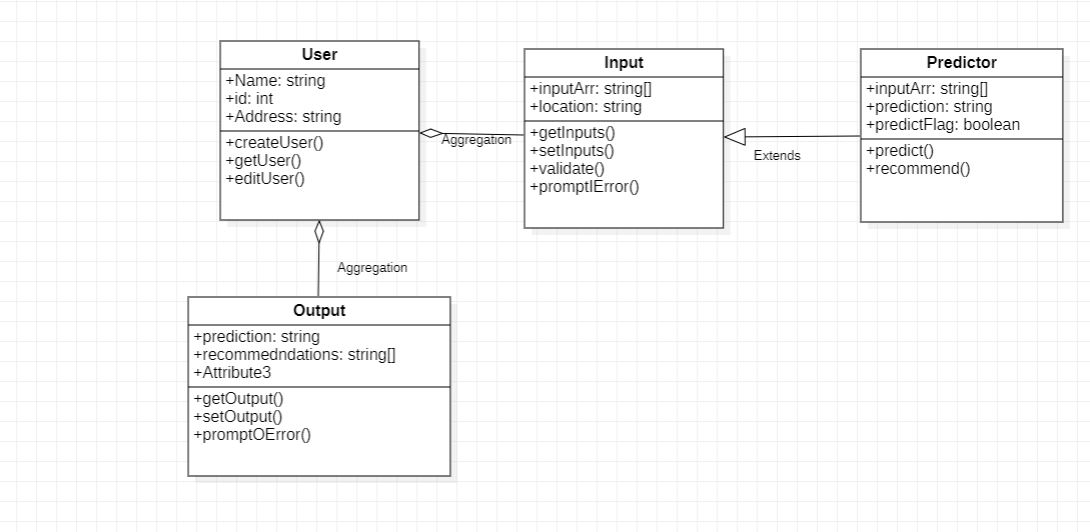 User
+Name: string
+id: int
+Address: string
+createUser()
+getUser()
+editUser()
Aggregation
Input
+inputArr: string[]
+location: string
+getInputs()
+setInputs()
+validate()
+promptIError()
Extends
Predictor
+inputArr: string[]
+prediction: string
+predictFlag: boolean
+predict()
+recommend()
Aggregation
Output
+prediction: string
+recommedndations: string[]
+Attribute3
+getOutput()
+setOutput()
+promptOError()